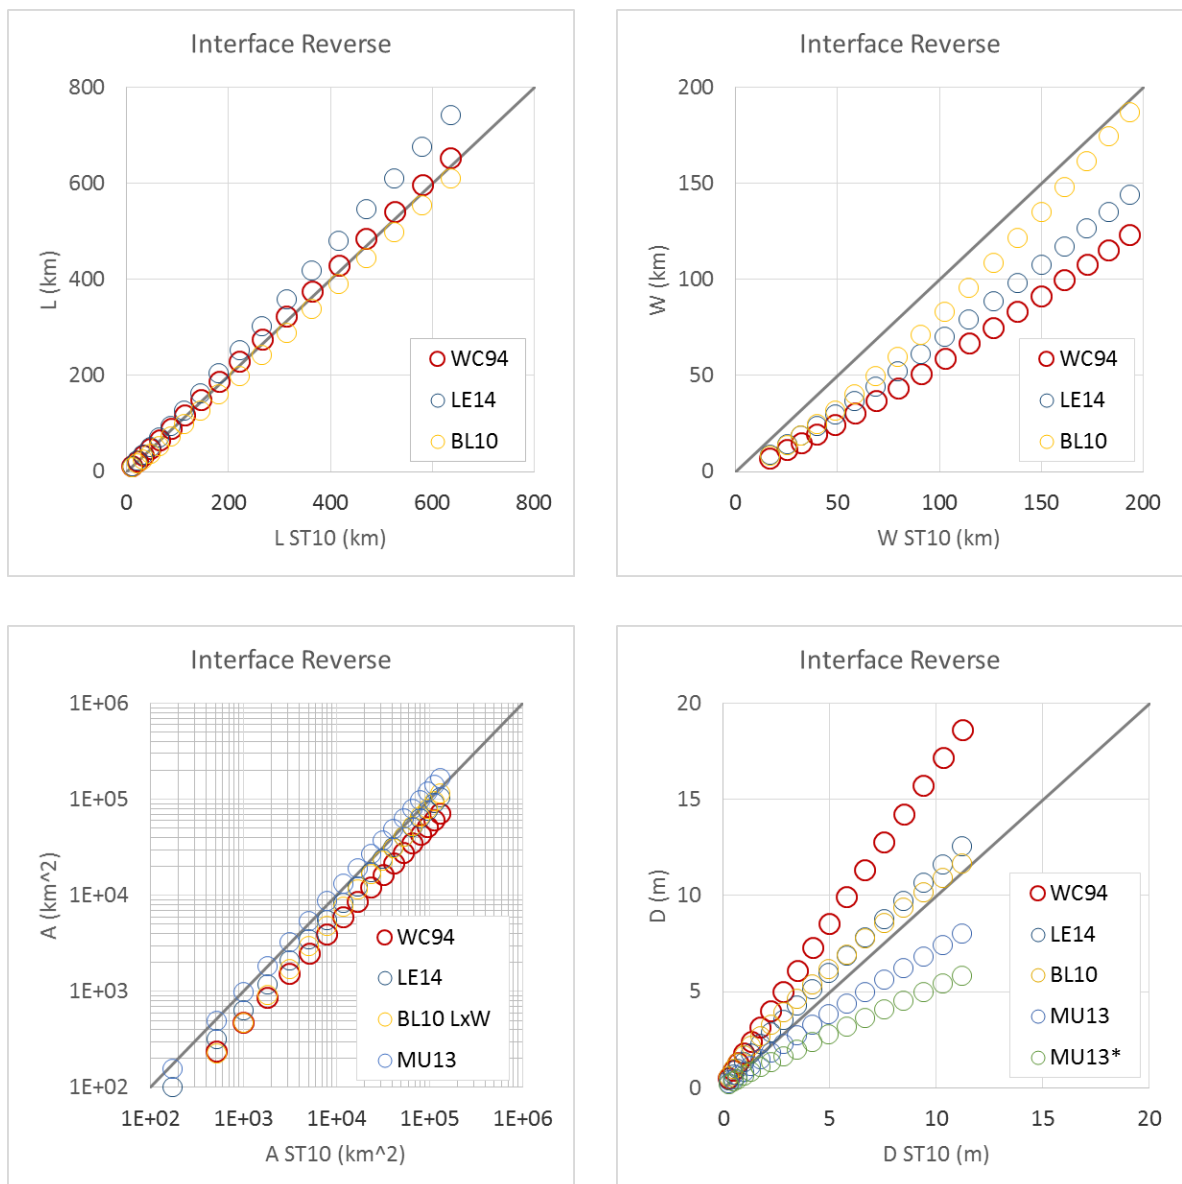 Interface Reverse
800
600
400
200
0
0 200 400 600 800
L (km)
L ST10 (km)
WC94
LE14
BL10
Interface Reverse
200
150
100
50
0
0 50 100 150 200
W (km)
W ST10 (km)
WC94
LE14
BL10
Interface Reverse
1E+06
1E+05
1E+04
1E+03
1E+02
1E+02 1E+03 1E+04 1E+05 1E+06
A (km^2)
A ST10 (km^2)
WC94
LE14
BL10 LxW
MU13
Interface Reverse
20
15
10
5
0
0 5 10 15 20
D (m)
D ST10 (m)
WC94
LE14
BL10
MU13
MU13*